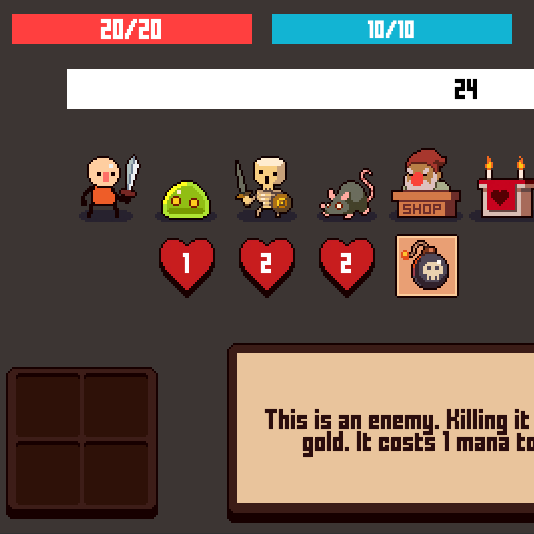 20/20
10/10
24
SHOP
1
2
2
This is an enemy. Killing it
gold. It costs 1 mana to